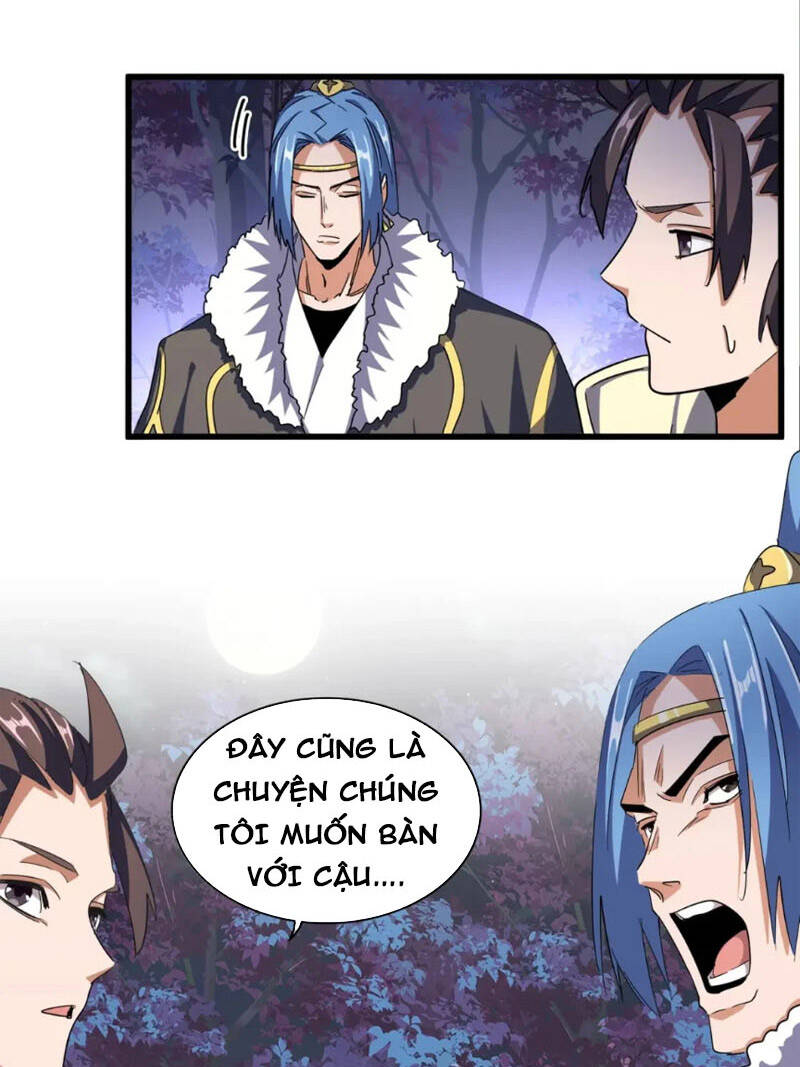 ĐÂY CŨNG LÀ
CHUYỆN CHÚNG
TÔI MUỐN BÀN
VỚI CẬU....